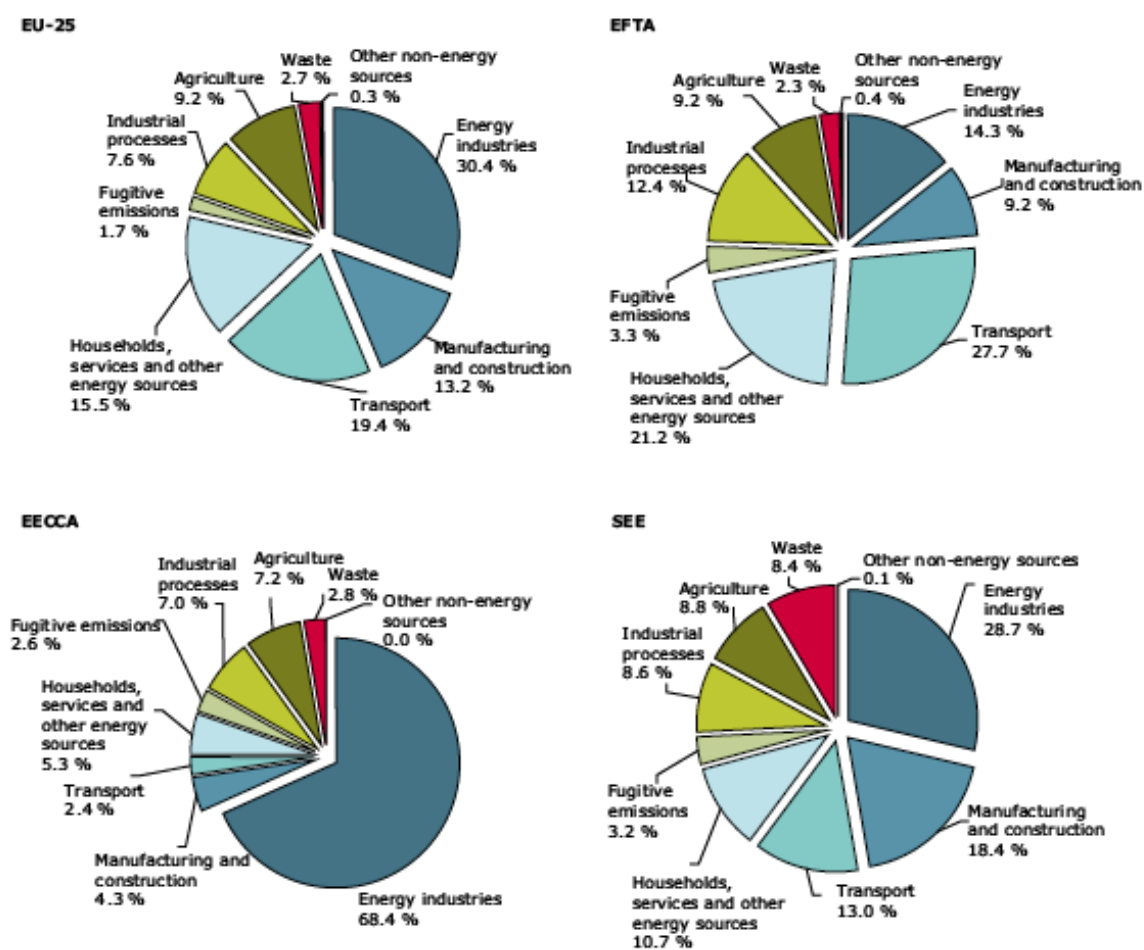 EU-25
Waste
2.7 %
Other non-energy
sources
0.3 %
Agriculture
9.2 %
Industrial
processes
7.6 %
Fugitive
emissions
1.7 %
Households,
services and other
energy sources
15.5 %
Transport
19.4 %
Manufacturing
and construction
13.2 %
Energy
industries
30.4 %
EFTA
Waste
2.3 %
Other non-energy
sources
0.4 %
Agriculture
9.2 %
Energy
industries
14.3 %
Industrial
processes
12.4 %
Manufacturing
and construction
9.2 %
Fugitive
emissions
3.3 %
Transport
27.7 %
Households,
services and other
energy sources
21.2 %
EECCA
Industrial
processes
7.0 %
Agriculture
7.2 %
Waste
2.8 %
Other non-energy
sources
0.0 %
Fugitive emissions
2.6 %
Households,
services and
other energy
sources
5.3 %
Transport
2.4 %
Manufacturing and
construction
4.3 %
Energy industries
68.4 %
SEE
Waste
8.4 %
Other non-energy sources
0.1 %
Agriculture
8.8 %
Energy
industries
28.7 %
Industrial
processes
8.6 %
Fugitive
emissions
3.2 %
Manufacturing
and construction
18.4 %
Households,
services and other
energy sources
10.7 %
Transport
13.0 %